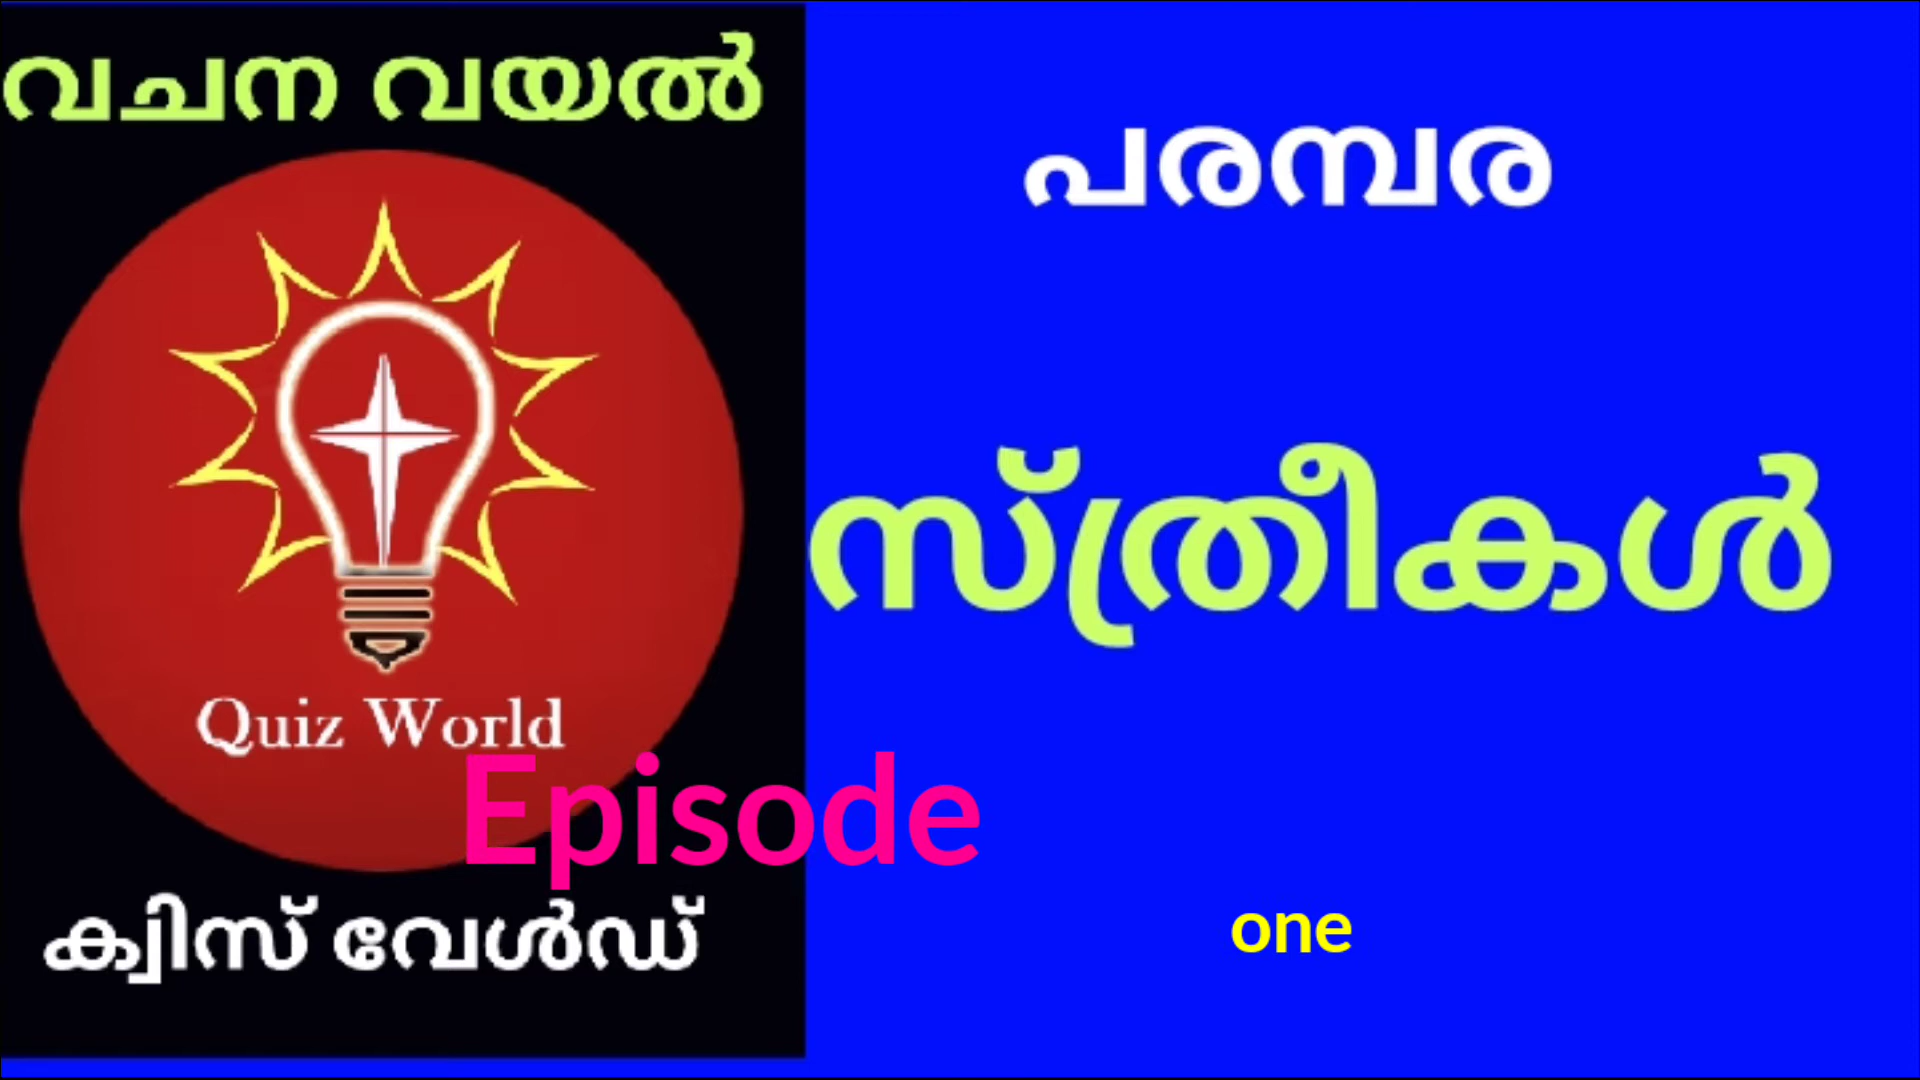 വചന വയൽ
Quiz World
ക്വിസ് വേൾഡ്
പരമ്പര
സ്ത്രീകൾ
Episode
one